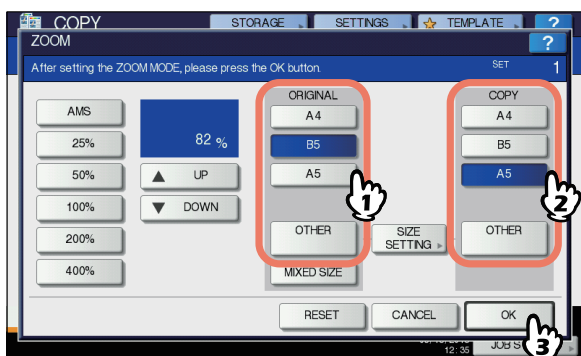 COPY
STORAGE SETTINGS TEMPLATE ?
ZOOM ?
After setting the ZOOM MODE, please press the OK button. SET 1
ORIGINAL COPY
AMS A4 A4
25% 82 % B5 B5
50% UP A5 A5
1 2
100% DOWN
200% OTHER SIZE SETTING OTHER
400% MIXED SIZE
RESET CANCEL OK
3
12:35 JOB S